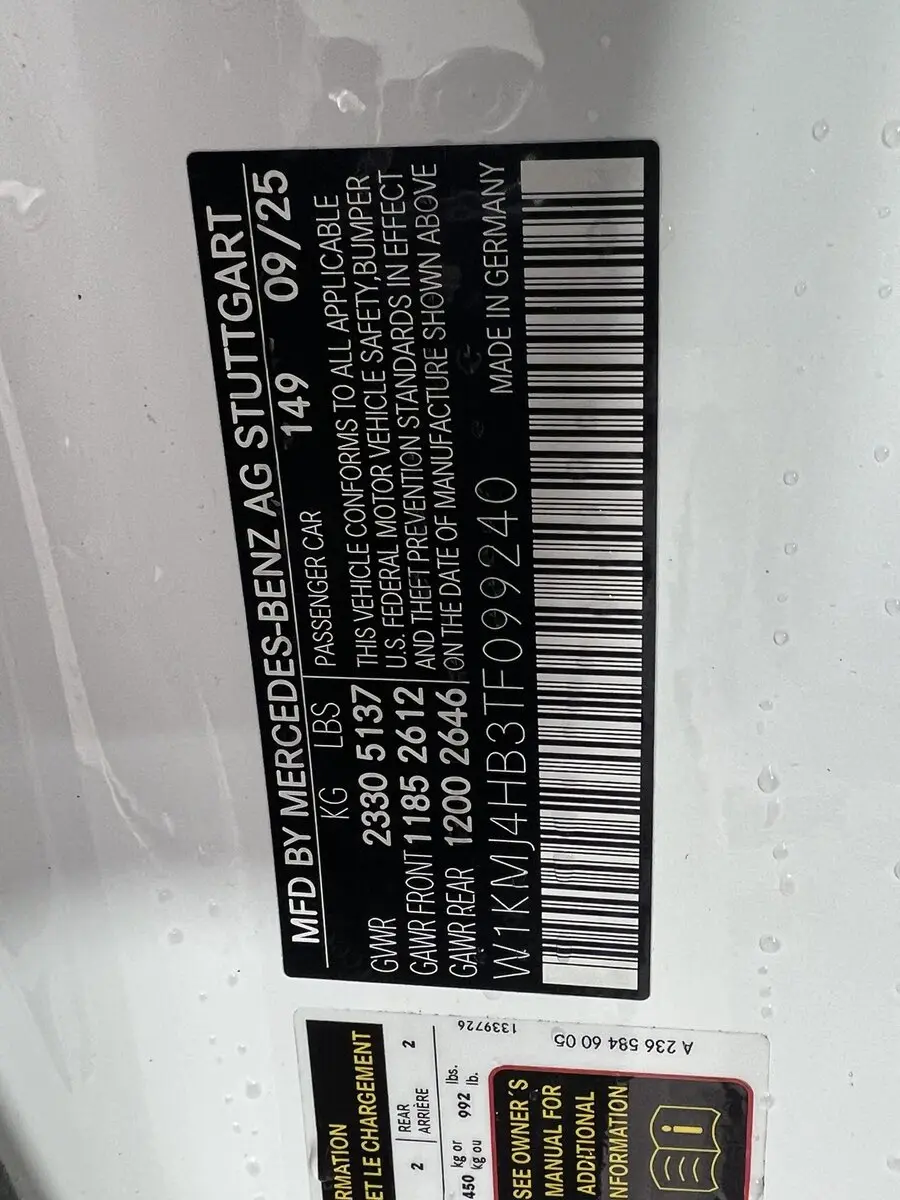 MFD BY MERCEDES-BENZ AG STUTTGART
KG LBS PASSENGER CAR 149 09/25
GVWR 2330 5137 THIS VEHICLE CONFORMS TO ALL APPLICABLE
GAWR FRONT 1185 2612 U.S. FEDERAL MOTOR VEHICLE SAFETY,BUMPER
GAWR REAR 1200 2646 AND THEFT PREVENTION STANDARDS IN EFFECT
ON THE DATE OF MANUFACTURE SHOWN ABOVE
W1KMJ4HB3TF099240 MADE IN GERMANY
RMATION
ET LE CHARGEMENT
2 REAR 2
ARRIÈRE
450 kg or 992 lbs.
kg ou lb.
1339726
SEE OWNER´S
MANUAL FOR
ADDITIONAL
INFORMATION
A 236 584 60 05